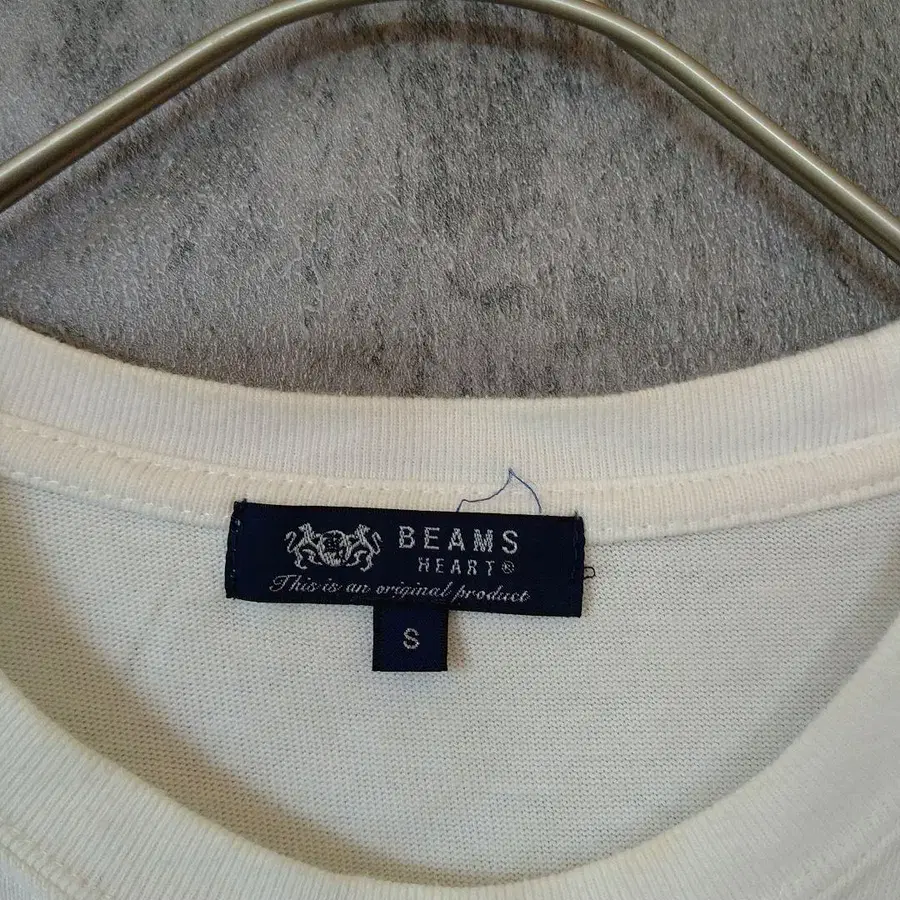 BEAMS
HEART®
This is an original product
S